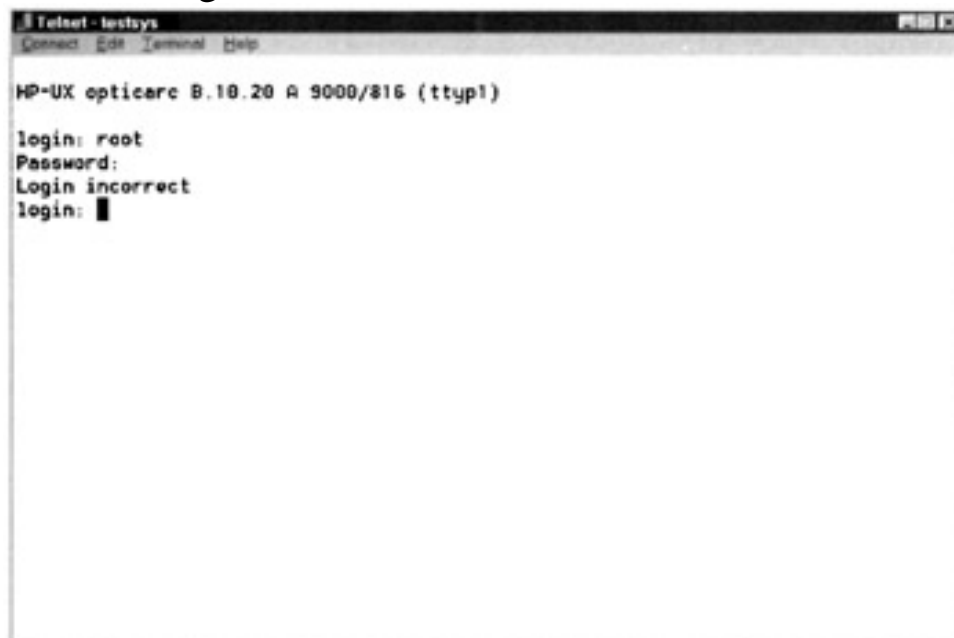 Telnet - testsys
Connect Edit Terminal Help
HP-UX opticarc B.10.20 A 9000/816 (ttyp1)
login: root
Password:
Login incorrect
login: